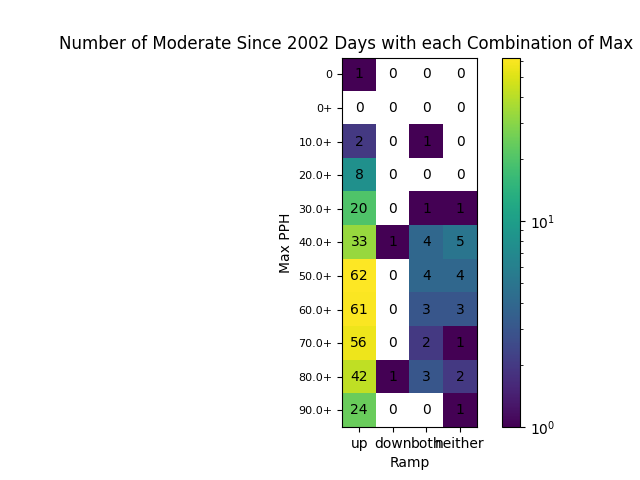 Number of Moderate Since 2002 Days with each Combination of Max
0 1 0 0 0
0+ 0 0 0 0
10.0+ 2 0 1 0
20.0+ 8 0 0 0
30.0+ 20 0 1 1
40.0+ 33 1 4 5
50.0+ 62 0 4 4
60.0+ 61 0 3 3
70.0+ 56 0 2 1
80.0+ 42 1 3 2
90.0+ 24 0 0 1
up down both neither
Ramp
Max PPH
10¹
10⁰